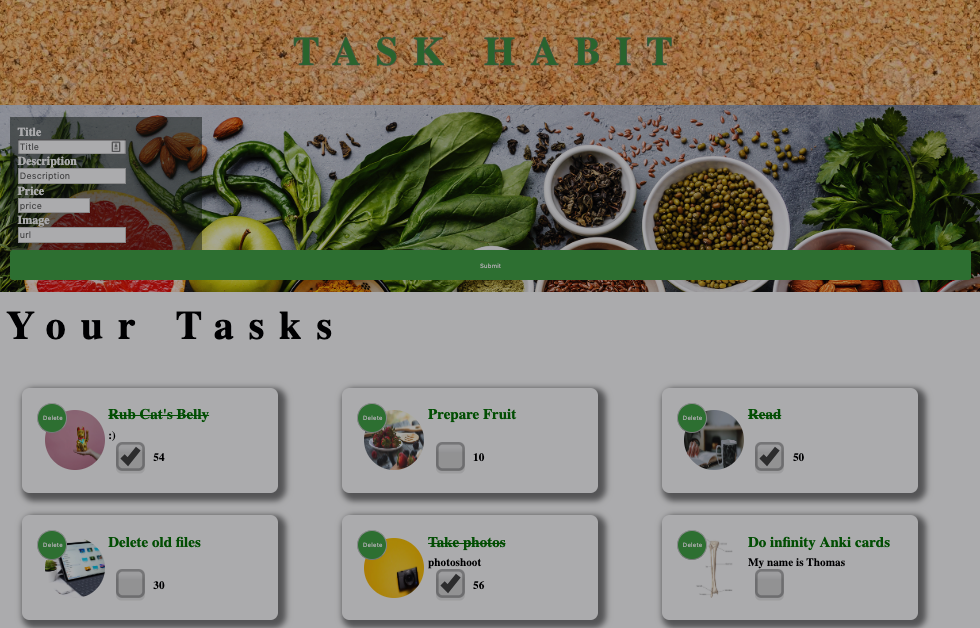 TASK HABIT
Title
Title
Description
Description
Price
price
Image
url
Submit
Your Tasks
Delete
Rub Cat's Belly
:)
54
Delete
Prepare Fruit
10
Delete
Read
50
Delete
Delete old files
30
Delete
Take photos
photoshoot
56
Delete
Do infinity Anki cards
My name is Thomas